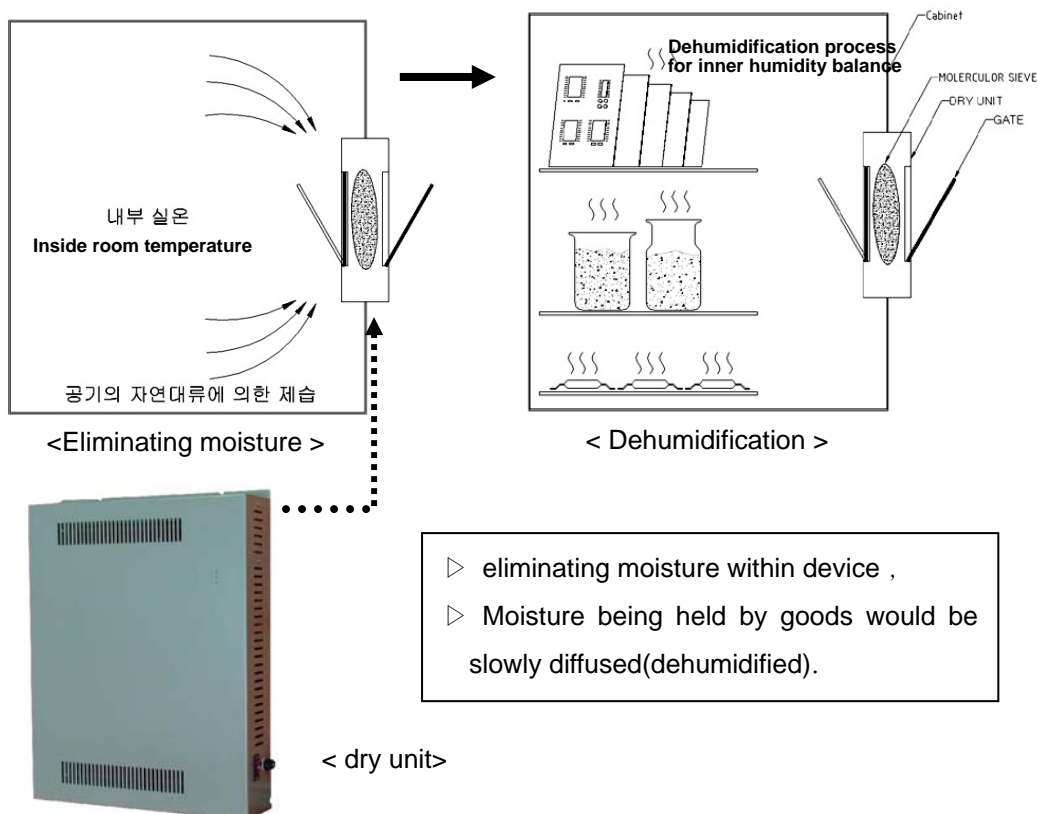 Cabinet
Dehumidification process
for inner humidity balance
MOLERCULOR SIEVE
DRY UNIT
GATE
내부 실온
Inside room temperature
공기의 자연대류에 의한 제습
<Eliminating moisture >
< Dehumidification >
▷ eliminating moisture within device ,
▷ Moisture being held by goods would be
slowly diffused(dehumidified).
< dry unit>